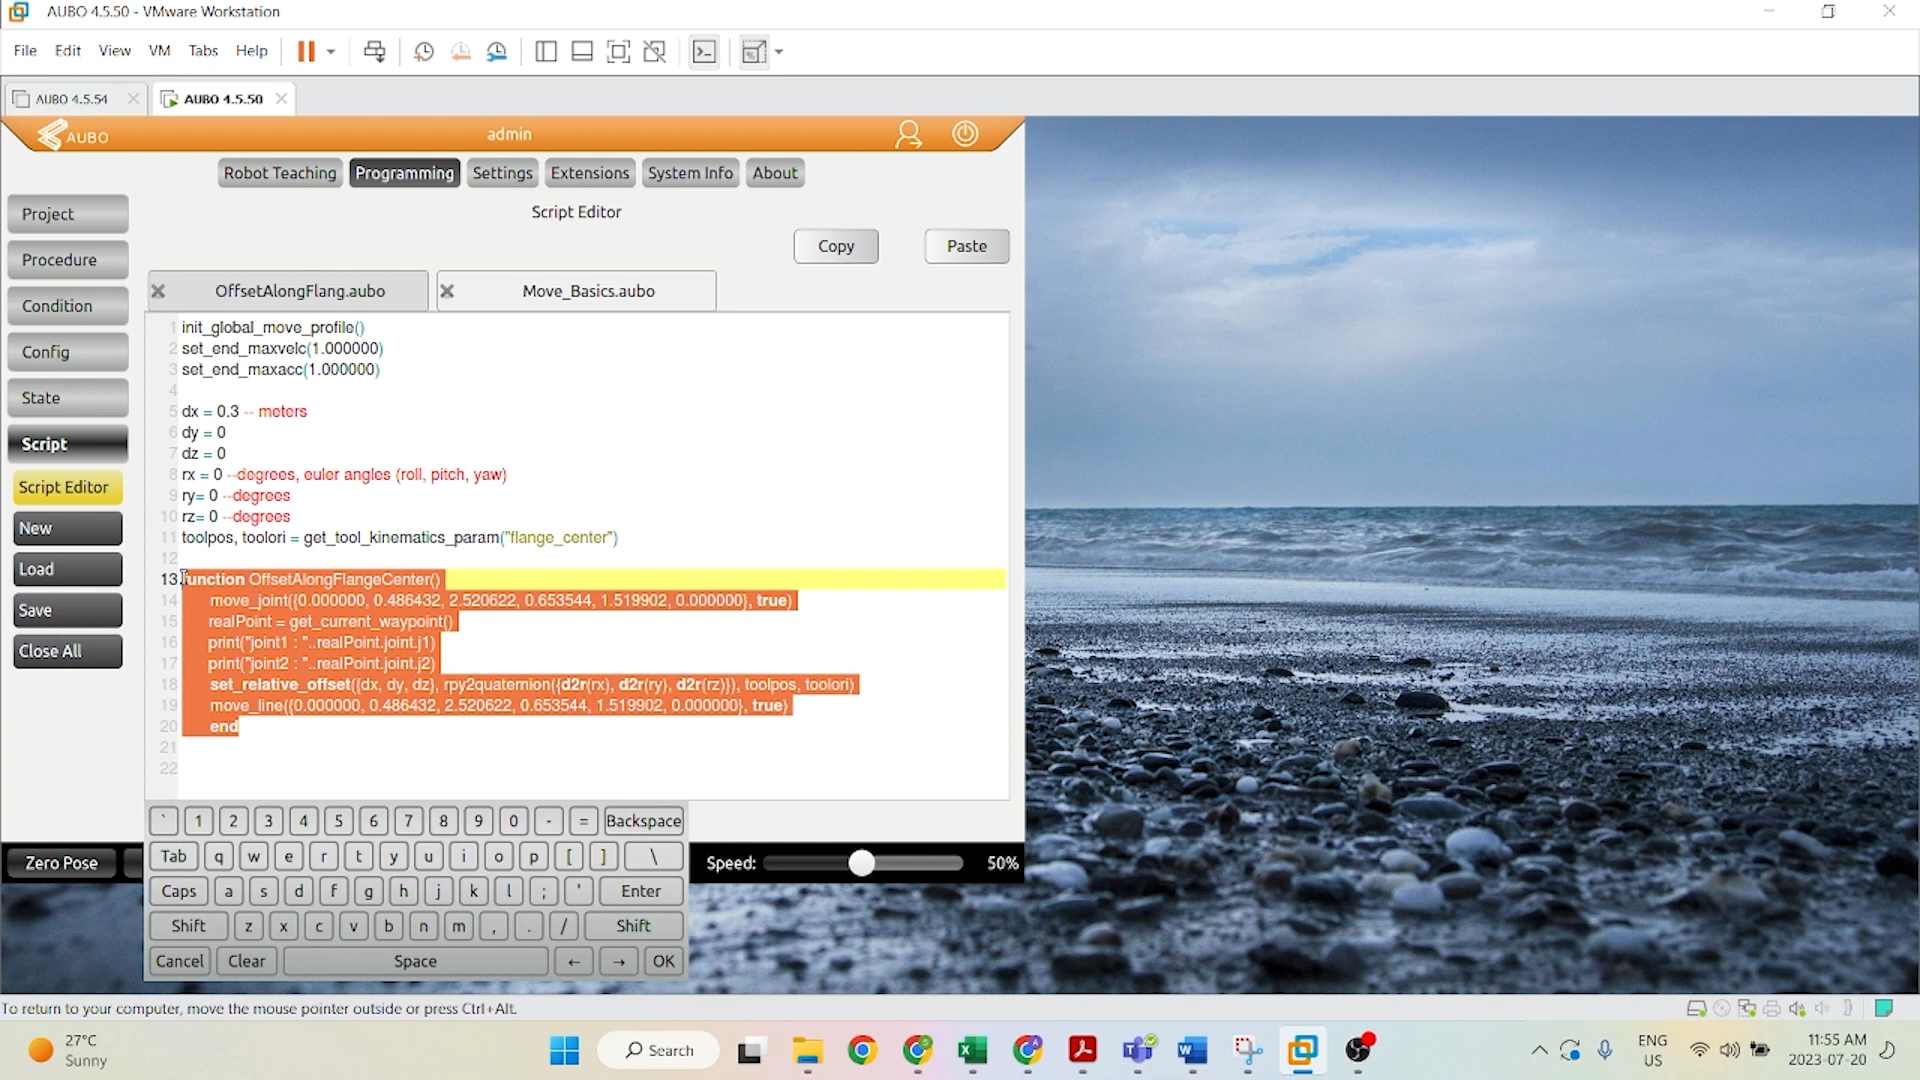 AUBO 4.5.50 - VMware Workstation
File Edit View VM Tabs Help
AUBO 4.5.54
AUBO 4.5.50
AUBO
admin
Robot Teaching Programming Settings Extensions System Info About
Script Editor
Copy Paste
OffsetAlongFlang.aubo
Move_Basics.aubo
Project
Procedure
Condition
Config
State
Script
Script Editor
New
Load
Save
Close All
1 init_global_move_profile()
2 set_end_maxvelc(1.000000)
3 set_end_maxacc(1.000000)
4
5 dx = 0.3 -- meters
6 dy = 0
7 dz = 0
8 rx = 0 --degrees, euler angles (roll, pitch, yaw)
9 ry= 0 --degrees
10 rz= 0 --degrees
11 toolpos, toolori = get_tool_kinematics_param("flange_center")
12
13 function OffsetAlongFlangeCenter()
14 move_joint({0.000000, 0.486432, 2.520622, 0.653544, 1.519902, 0.000000}, true)
15 realPoint = get_current_waypoint()
16 print("joint1 : "..realPoint.joint.j1)
17 print("joint2 : "..realPoint.joint.j2)
18 set_relative_offset({dx, dy, dz}, rpy2quaternion({d2r(rx), d2r(ry), d2r(rz)}), toolpos, toolori)
19 move_line({0.000000, 0.486432, 2.520622, 0.653544, 1.519902, 0.000000}, true)
20 end
21
22
` 1 2 3 4 5 6 7 8 9 0 - = Backspace
Tab q w e r t y u i o p [ ] \
Caps a s d f g h j k l ; ' Enter
Shift z x c v b n m , . / Shift
Cancel Clear Space ← → OK
Zero Pose
Speed: 50%
To return to your computer, move the mouse pointer outside or press Ctrl+Alt.
27°C
Sunny
Search
ENG
US
11:55 AM
2023-07-20